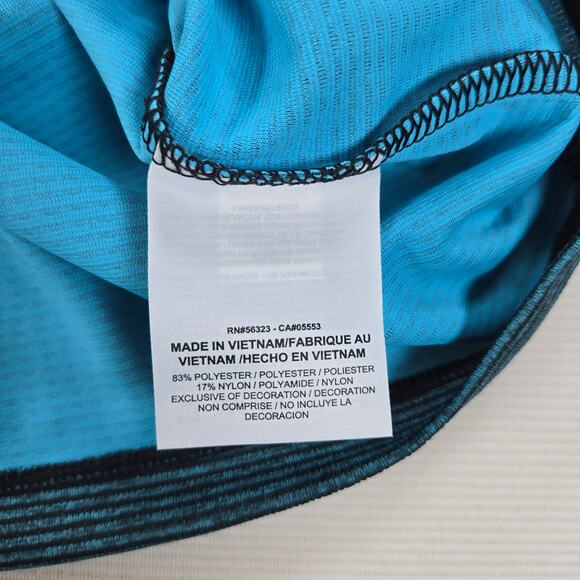 RN#56323 - CA#05553
MADE IN VIETNAM/FABRIQUE AU
VIETNAM /HECHO EN VIETNAM
83% POLYESTER / POLYESTER / POLIESTER
17% NYLON / POLYAMIDE / NYLON
EXCLUSIVE OF DECORATION / DECORATION
NON COMPRISE / NO INCLUYE LA
DECORACION